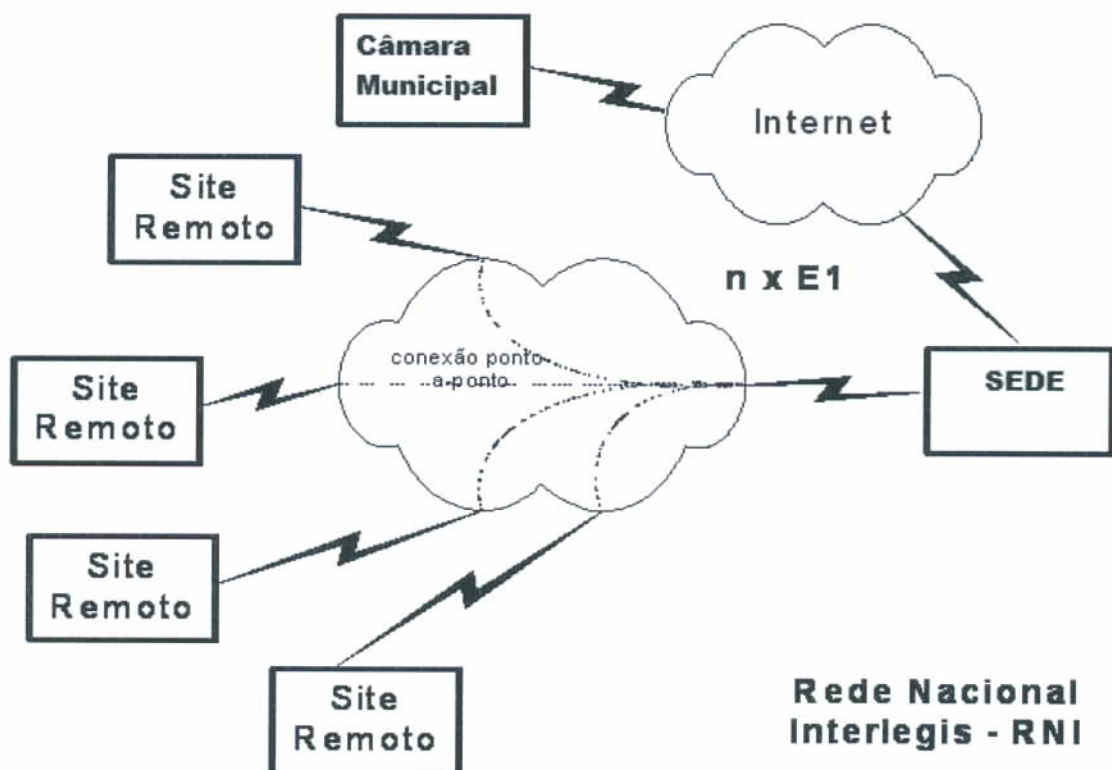 Câmara
Municipal
Internet
Site
Remoto
n x E1
conexão ponto
a ponto
Site
Remoto
SEDE
Site
Remoto
Site
Remoto
Rede Nacional
Interlegis - RNI